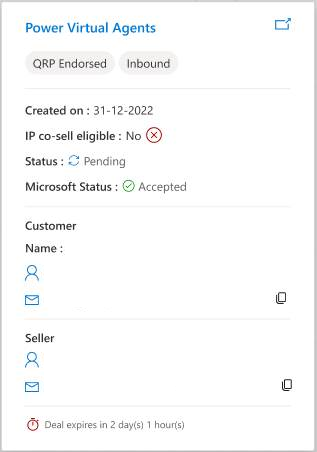 Power Virtual Agents
QRP Endorsed Inbound
Created on : 31-12-2022
IP co-sell eligible : No
Status : Pending
Microsoft Status : Accepted
Customer
Name :
Seller
Deal expires in 2 day(s) 1 hour(s)